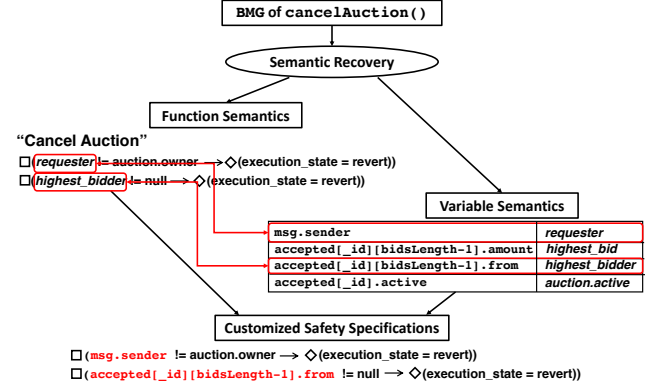 BMG of cancelAuction()
Semantic Recovery
Function Semantics
“Cancel Auction”
□(requester != auction.owner → ◇(execution_state = revert))
□(highest_bidder != null → ◇(execution_state = revert))
Variable Semantics
msg.sender requester
accepted[_id][bidsLength-1].amount highest_bid
accepted[_id][bidsLength-1].from highest_bidder
accepted[_id].active auction.active
Customized Safety Specifications
□(msg.sender != auction.owner → ◇(execution_state = revert))
□(accepted[_id][bidsLength-1].from != null → ◇(execution_state = revert))